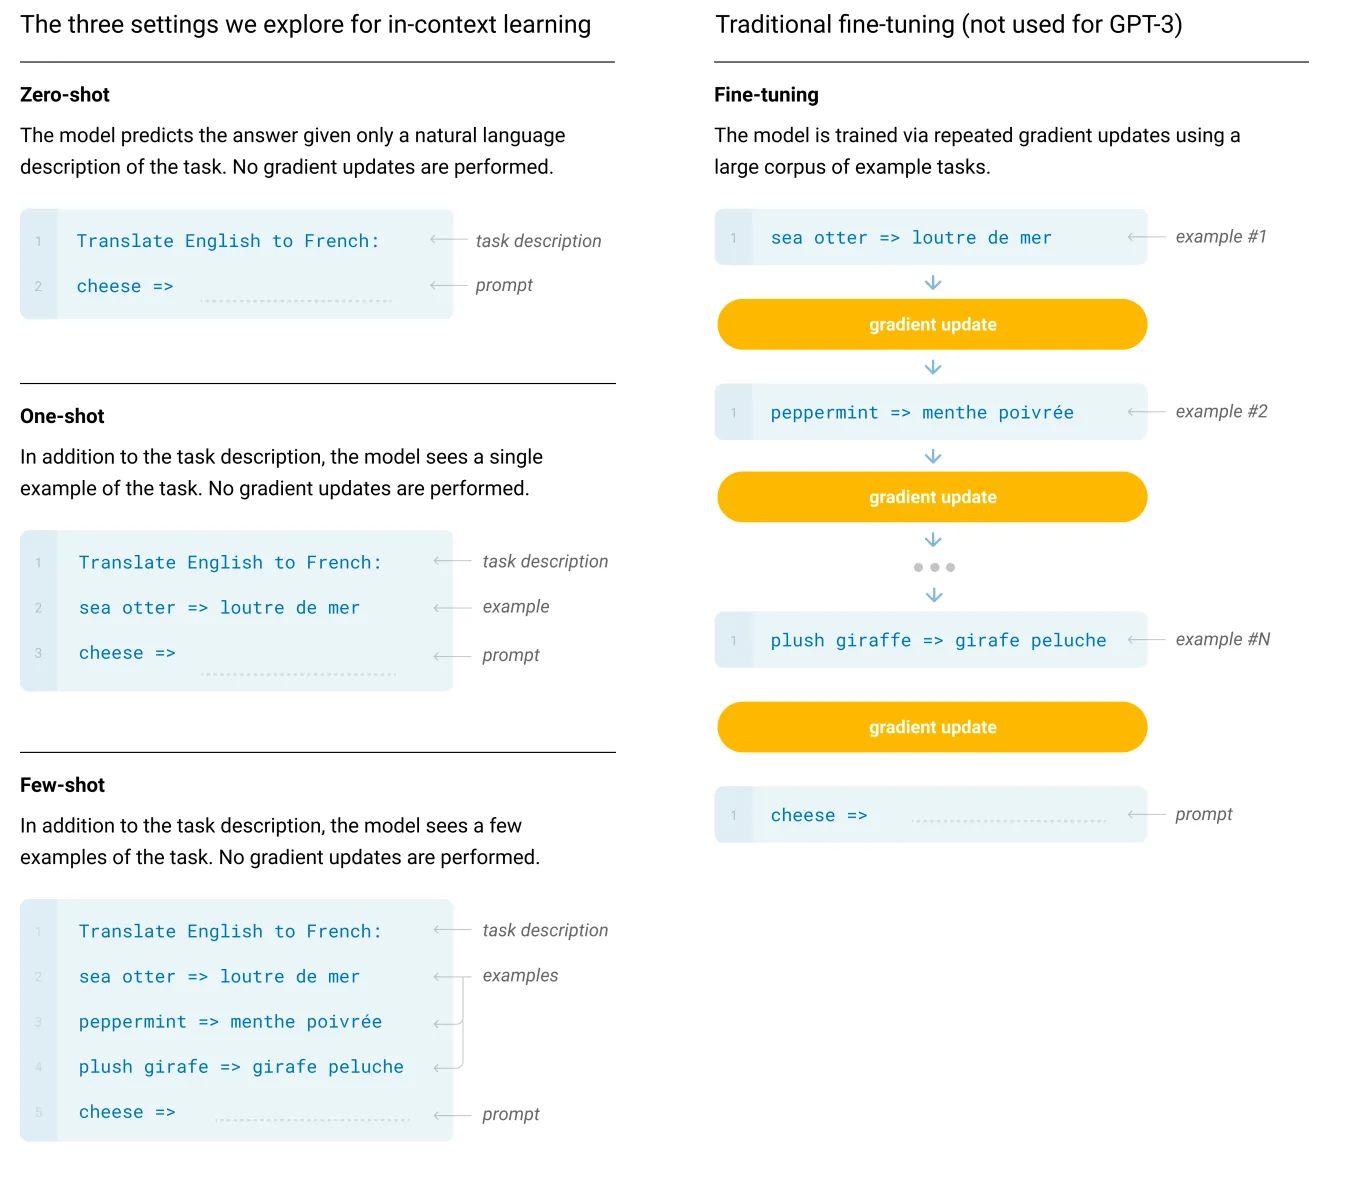 The three settings we explore for in-context learning
Zero-shot
The model predicts the answer given only a natural language
description of the task. No gradient updates are performed.
1 Translate English to French: task description
2 cheese => prompt
One-shot
In addition to the task description, the model sees a single
example of the task. No gradient updates are performed.
1 Translate English to French: task description
2 sea otter => loutre de mer example
3 cheese => prompt
Few-shot
In addition to the task description, the model sees a few
examples of the task. No gradient updates are performed.
1 Translate English to French: task description
2 sea otter => loutre de mer examples
3 peppermint => menthe poivrée
4 plush girafe => girafe peluche
5 cheese => prompt
Traditional fine-tuning (not used for GPT-3)
Fine-tuning
The model is trained via repeated gradient updates using a
large corpus of example tasks.
1 sea otter => loutre de mer example #1
gradient update
1 peppermint => menthe poivrée example #2
gradient update
1 plush giraffe => girafe peluche example #N
gradient update
1 cheese => prompt